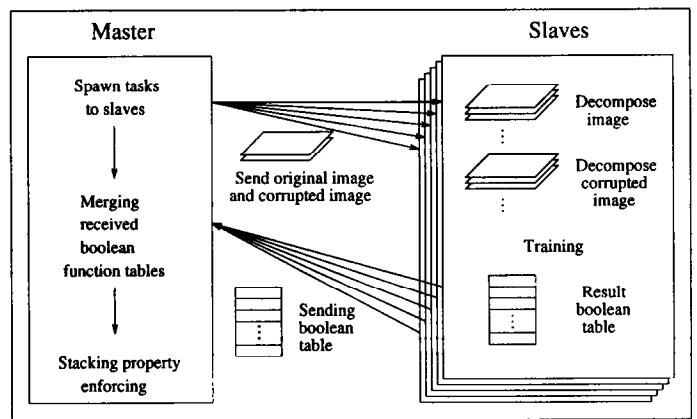 Master
Slaves
Spawn tasks
to slaves
Merging
received
boolean
function tables
Stacking property
enforcing
Send original image
and corrupted image
Sending
boolean
table
Decompose
image
Decompose
corrupted image
Training
Result
boolean
table